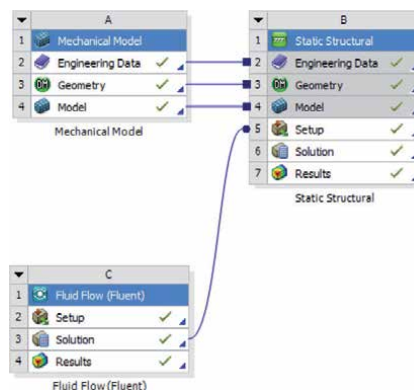 A
1 Mechanical Model
2 Engineering Data
3 Geometry
4 Model
Mechanical Model
B
1 Static Structural
2 Engineering Data
3 Geometry
4 Model
5 Setup
6 Solution
7 Results
Static Structural
C
1 Fluid Flow (Fluent)
2 Setup
3 Solution
4 Results
Fluid Flow (Fluent)